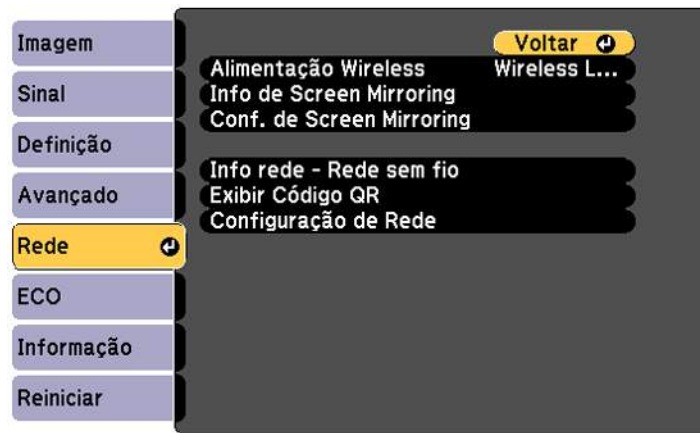 Imagem
Sinal
Definição
Avançado
Rede
ECO
Informação
Reiniciar
Voltar
Alimentação Wireless Wireless L...
Info de Screen Mirroring
Conf. de Screen Mirroring
Info rede - Rede sem fio
Exibir Código QR
Configuração de Rede